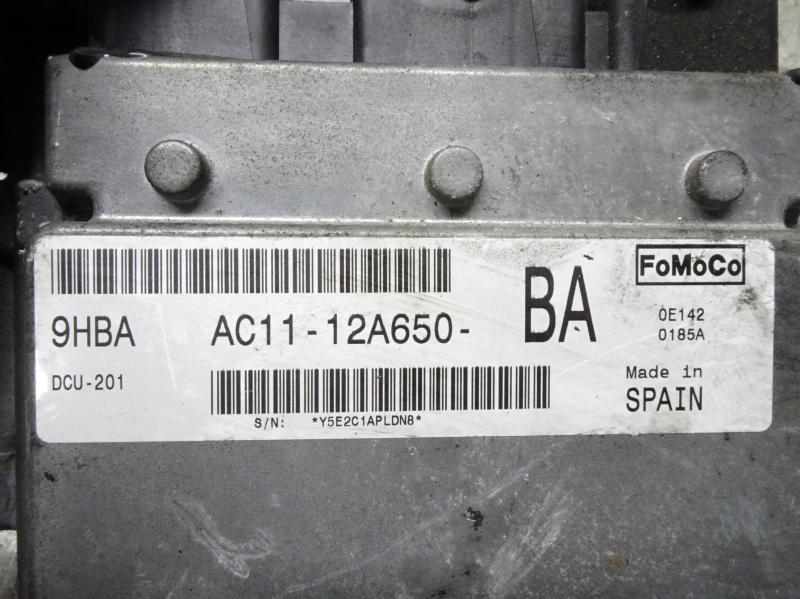 FoMoCo
9HBA AC11-12A650- BA
0E142
0185A
DCU-201
Made in
SPAIN
S/N: *Y5E2C1APLDN8*